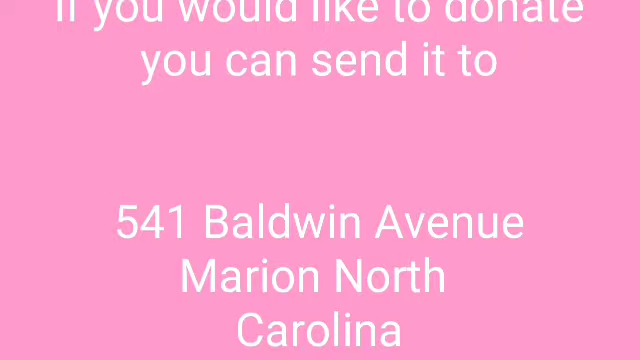 If you would like to donate
you can send it to
541 Baldwin Avenue
Marion North
Carolina